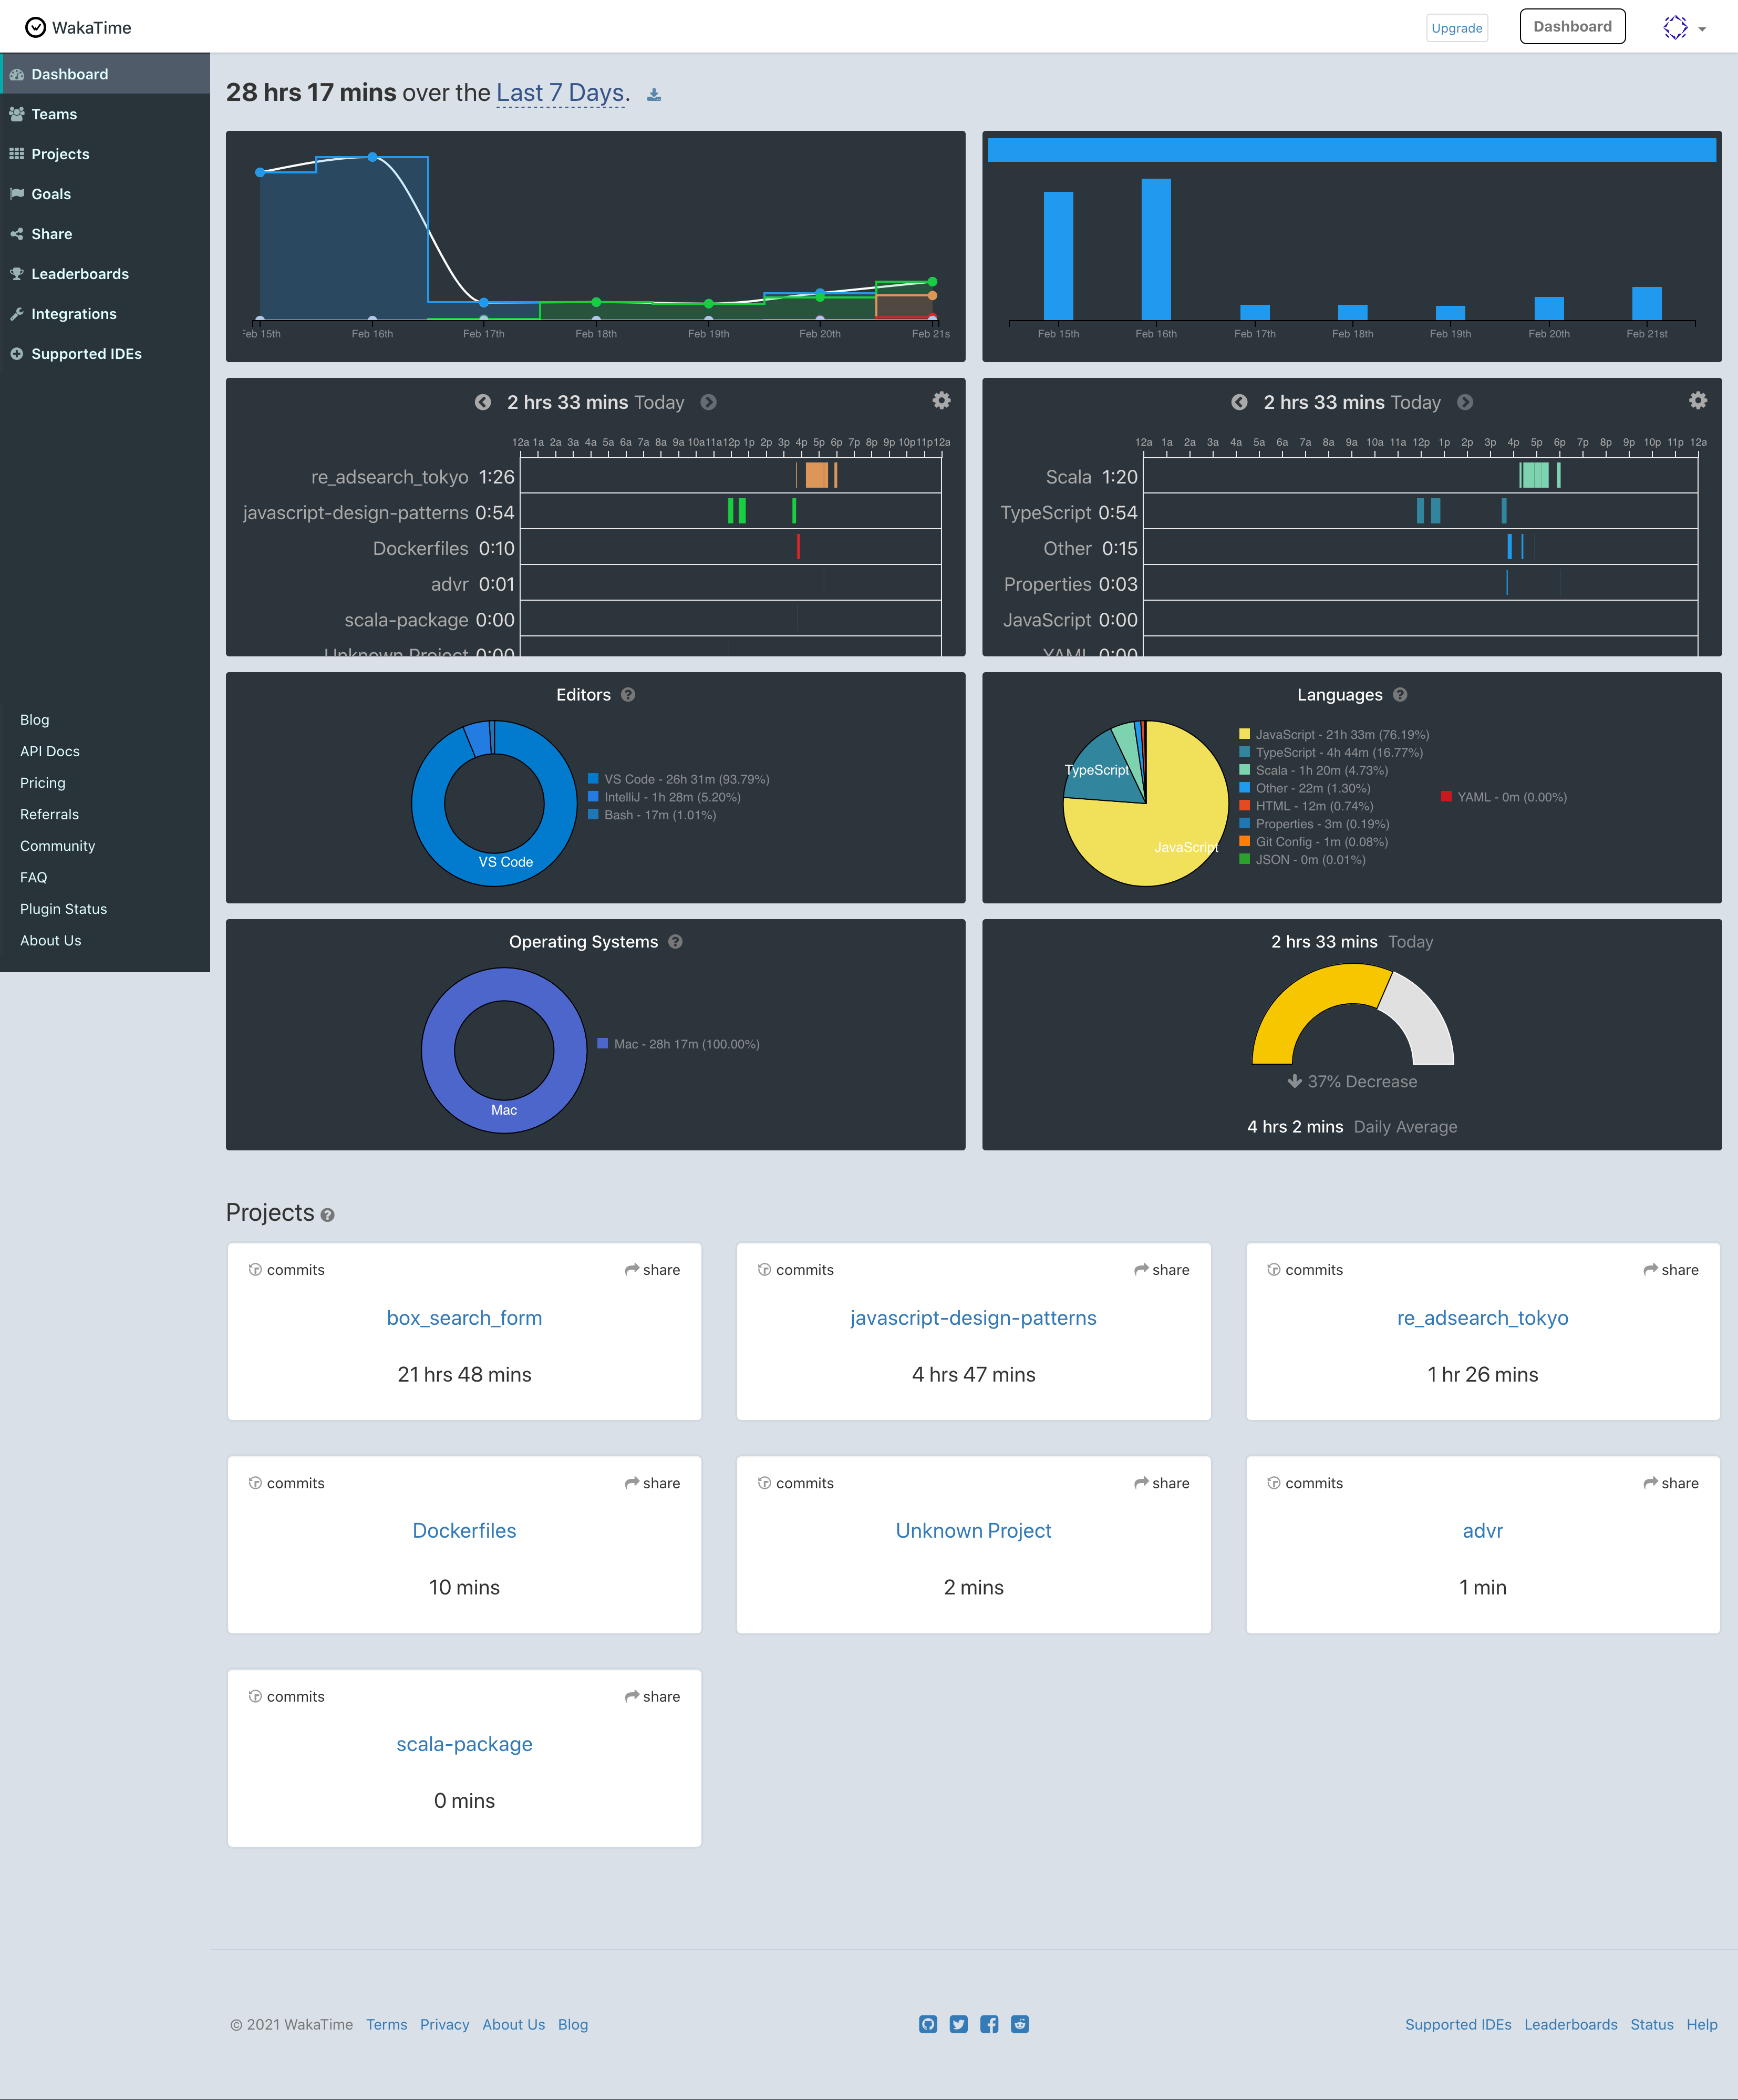 WakaTime
Upgrade
Dashboard
Dashboard
Teams
Projects
Goals
Share
Leaderboards
Integrations
Supported IDEs
Blog
API Docs
Pricing
Referrals
Community
FAQ
Plugin Status
About Us
28 hrs 17 mins over the Last 7 Days.
Feb 15th Feb 16th Feb 17th Feb 18th Feb 19th Feb 20th Feb 21s
Feb 15th Feb 16th Feb 17th Feb 18th Feb 19th Feb 20th Feb 21st
2 hrs 33 mins Today
12a 1a 2a 3a 4a 5a 6a 7a 8a 9a 10a 11a 12p 1p 2p 3p 4p 5p 6p 7p 8p 9p 10p 11p 12a
re_adsearch_tokyo 1:26
javascript-design-patterns 0:54
Dockerfiles 0:10
advr 0:01
scala-package 0:00
Unknown Project 0:00
2 hrs 33 mins Today
12a 1a 2a 3a 4a 5a 6a 7a 8a 9a 10a 11a 12p 1p 2p 3p 4p 5p 6p 7p 8p 9p 10p 11p 12a
Scala 1:20
TypeScript 0:54
Other 0:15
Properties 0:03
JavaScript 0:00
YAML 0:00
Editors
VS Code
VS Code - 26h 31m (93.79%)
IntelliJ - 1h 28m (5.20%)
Bash - 17m (1.01%)
Languages
TypeScript
JavaScript
JavaScript - 21h 33m (76.19%)
TypeScript - 4h 44m (16.77%)
Scala - 1h 20m (4.73%)
Other - 22m (1.30%)
HTML - 12m (0.74%)
Properties - 3m (0.19%)
Git Config - 1m (0.08%)
JSON - 0m (0.01%)
YAML - 0m (0.00%)
Operating Systems
Mac
Mac - 28h 17m (100.00%)
2 hrs 33 mins Today
37% Decrease
4 hrs 2 mins Daily Average
Projects
commits share
box_search_form
21 hrs 48 mins
commits share
javascript-design-patterns
4 hrs 47 mins
commits share
re_adsearch_tokyo
1 hr 26 mins
commits share
Dockerfiles
10 mins
commits share
Unknown Project
2 mins
commits share
advr
1 min
commits share
scala-package
0 mins
© 2021 WakaTime Terms Privacy About Us Blog
Supported IDEs Leaderboards Status Help